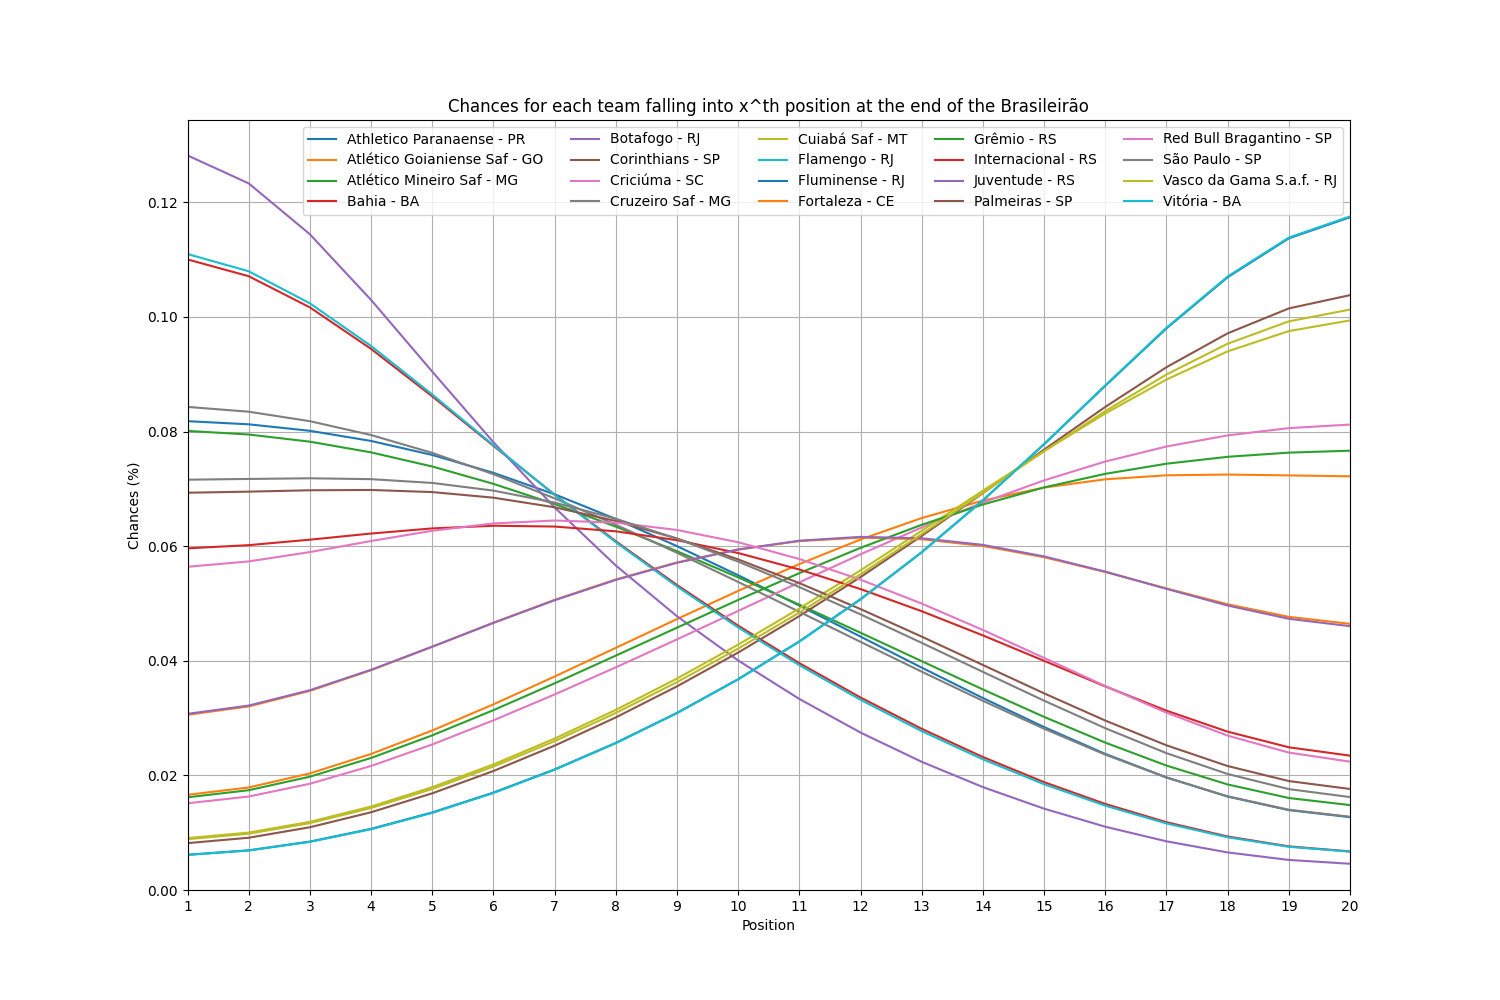 Chances for each team falling into x^th position at the end of the Brasileirão
Athletico Paranaense - PR
Atlético Goianiense Saf - GO
Atlético Mineiro Saf - MG
Bahia - BA
Botafogo - RJ
Corinthians - SP
Criciúma - SC
Cruzeiro Saf - MG
Cuiabá Saf - MT
Flamengo - RJ
Fluminense - RJ
Fortaleza - CE
Grêmio - RS
Internacional - RS
Juventude - RS
Palmeiras - SP
Red Bull Bragantino - SP
São Paulo - SP
Vasco da Gama S.a.f. - RJ
Vitória - BA
Chances (%)
0.12
0.10
0.08
0.06
0.04
0.02
0.00
1 2 3 4 5 6 7 8 9 10 11 12 13 14 15 16 17 18 19 20
Position